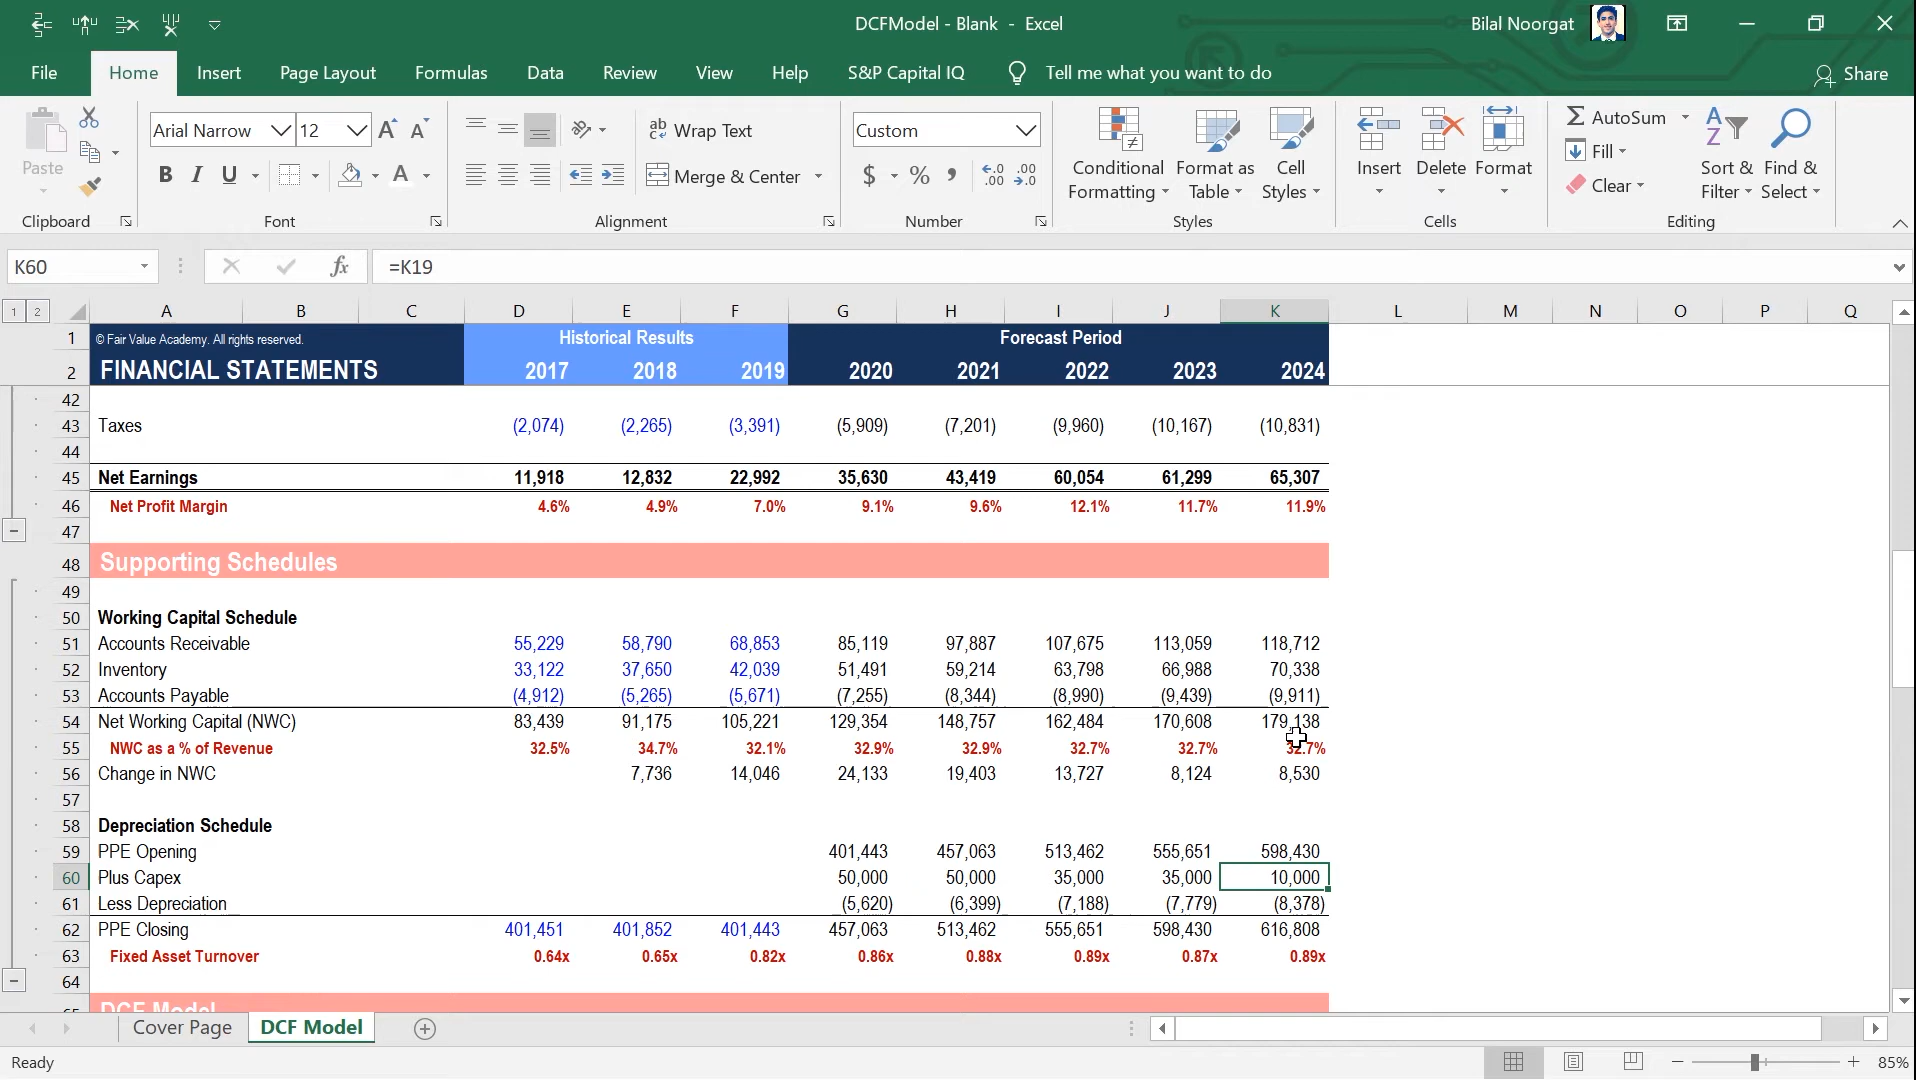 DCFModel - Blank - Excel
Bilal Noorgat
File Home Insert Page Layout Formulas Data Review View Help S&P Capital IQ Tell me what you want to do Share
Paste
Clipboard
Arial Narrow 12
B I U
Font
Wrap Text
Merge & Center
Alignment
Custom
$ % ,
Number
Conditional Formatting
Format as Table
Cell Styles
Styles
Insert Delete Format
Cells
AutoSum
Fill
Clear
Sort & Filter
Find & Select
Editing
K60 fx =K19
1 2 A B C D E F G H I J K L M N O P Q
1 © Fair Value Academy. All rights reserved. Historical Results Forecast Period
2 FINANCIAL STATEMENTS 2017 2018 2019 2020 2021 2022 2023 2024
42
43 Taxes (2,074) (2,265) (3,391) (5,909) (7,201) (9,960) (10,167) (10,831)
44
45 Net Earnings 11,918 12,832 22,992 35,630 43,419 60,054 61,299 65,307
46 Net Profit Margin 4.6% 4.9% 7.0% 9.1% 9.6% 12.1% 11.7% 11.9%
47
48 Supporting Schedules
49
50 Working Capital Schedule
51 Accounts Receivable 55,229 58,790 68,853 85,119 97,887 107,675 113,059 118,712
52 Inventory 33,122 37,650 42,039 51,491 59,214 63,798 66,988 70,338
53 Accounts Payable (4,912) (5,265) (5,671) (7,255) (8,344) (8,990) (9,439) (9,911)
54 Net Working Capital (NWC) 83,439 91,175 105,221 129,354 148,757 162,484 170,608 179,138
55 NWC as a % of Revenue 32.5% 34.7% 32.1% 32.9% 32.9% 32.7% 32.7% 32.7%
56 Change in NWC 7,736 14,046 24,133 19,403 13,727 8,124 8,530
57
58 Depreciation Schedule
59 PPE Opening 401,443 457,063 513,462 555,651 598,430
60 Plus Capex 50,000 50,000 35,000 35,000 10,000
61 Less Depreciation (5,620) (6,399) (7,188) (7,779) (8,378)
62 PPE Closing 401,451 401,852 401,443 457,063 513,462 555,651 598,430 616,808
63 Fixed Asset Turnover 0.64x 0.65x 0.82x 0.86x 0.88x 0.89x 0.87x 0.89x
64
65 DCF Model
Cover Page DCF Model
Ready 85%